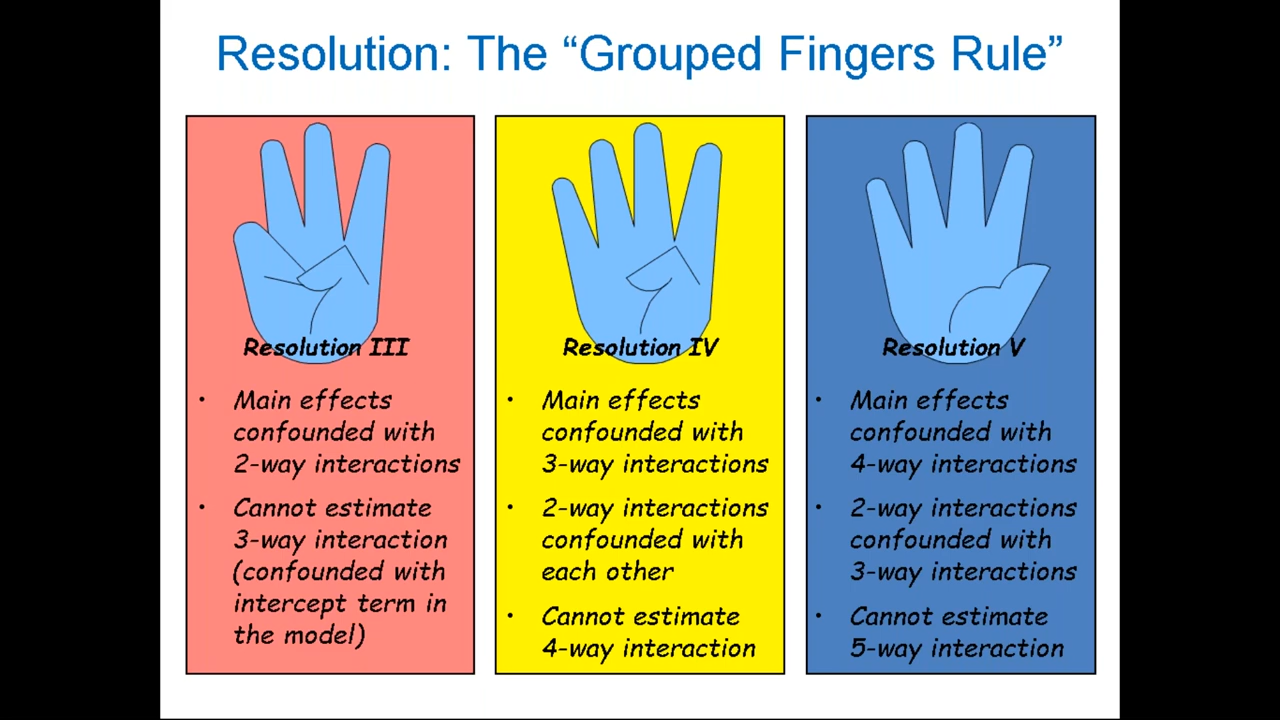 Resolution: The “Grouped Fingers Rule”
Resolution III
• Main effects
confounded with
2-way interactions
• Cannot estimate
3-way interaction
(confounded with
intercept term in
the model)
Resolution IV
• Main effects
confounded with
3-way interactions
• 2-way interactions
confounded with
each other
• Cannot estimate
4-way interaction
Resolution V
• Main effects
confounded with
4-way interactions
• 2-way interactions
confounded with
3-way interactions
• Cannot estimate
5-way interaction